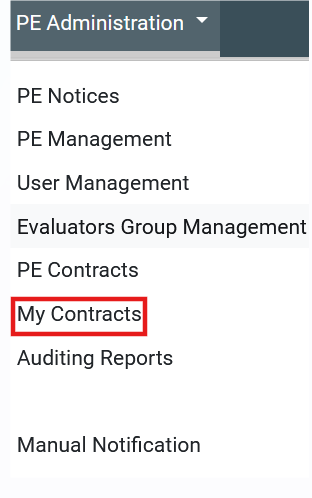 PE Administration
PE Notices
PE Management
User Management
Evaluators Group Management
PE Contracts
My Contracts
Auditing Reports
Manual Notification